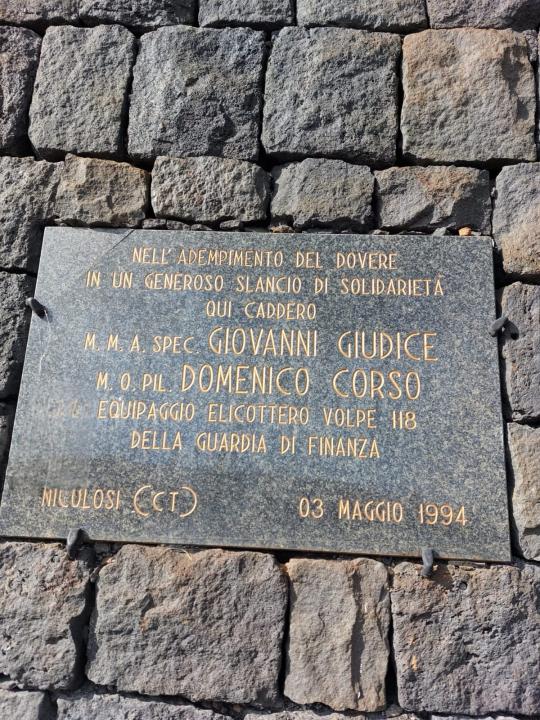 NELL'ADEMPIMENTO DEL DOVERE
IN UN GENEROSO SLANCIO DI SOLIDARIETÀ
QUI CADDERO
M. M. A. SPEC. GIOVANNI GIUDICE
M. O. PIL. DOMENICO CORSO
EQUIPAGGIO ELICOTTERO VOLPE 118
DELLA GUARDIA DI FINANZA
NICOLOSI (CT) 03 MAGGIO 1994